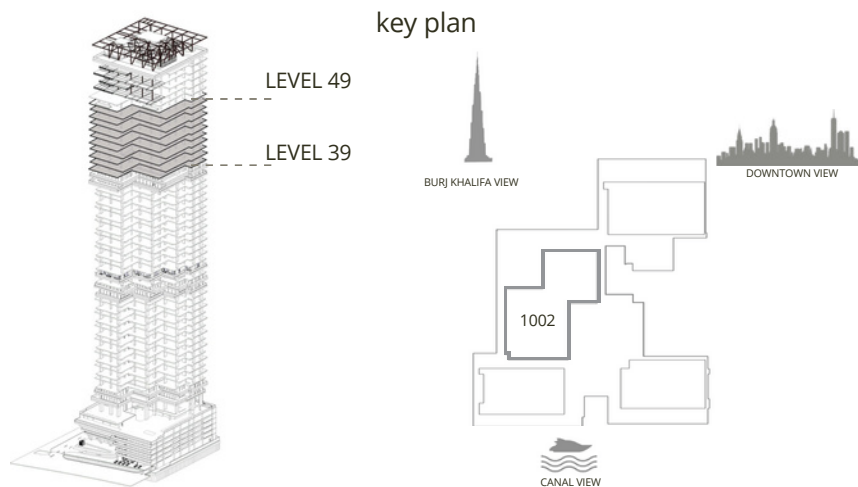 key plan
LEVEL 49
LEVEL 39
BURJ KHALIFA VIEW
DOWNTOWN VIEW
1002
CANAL VIEW